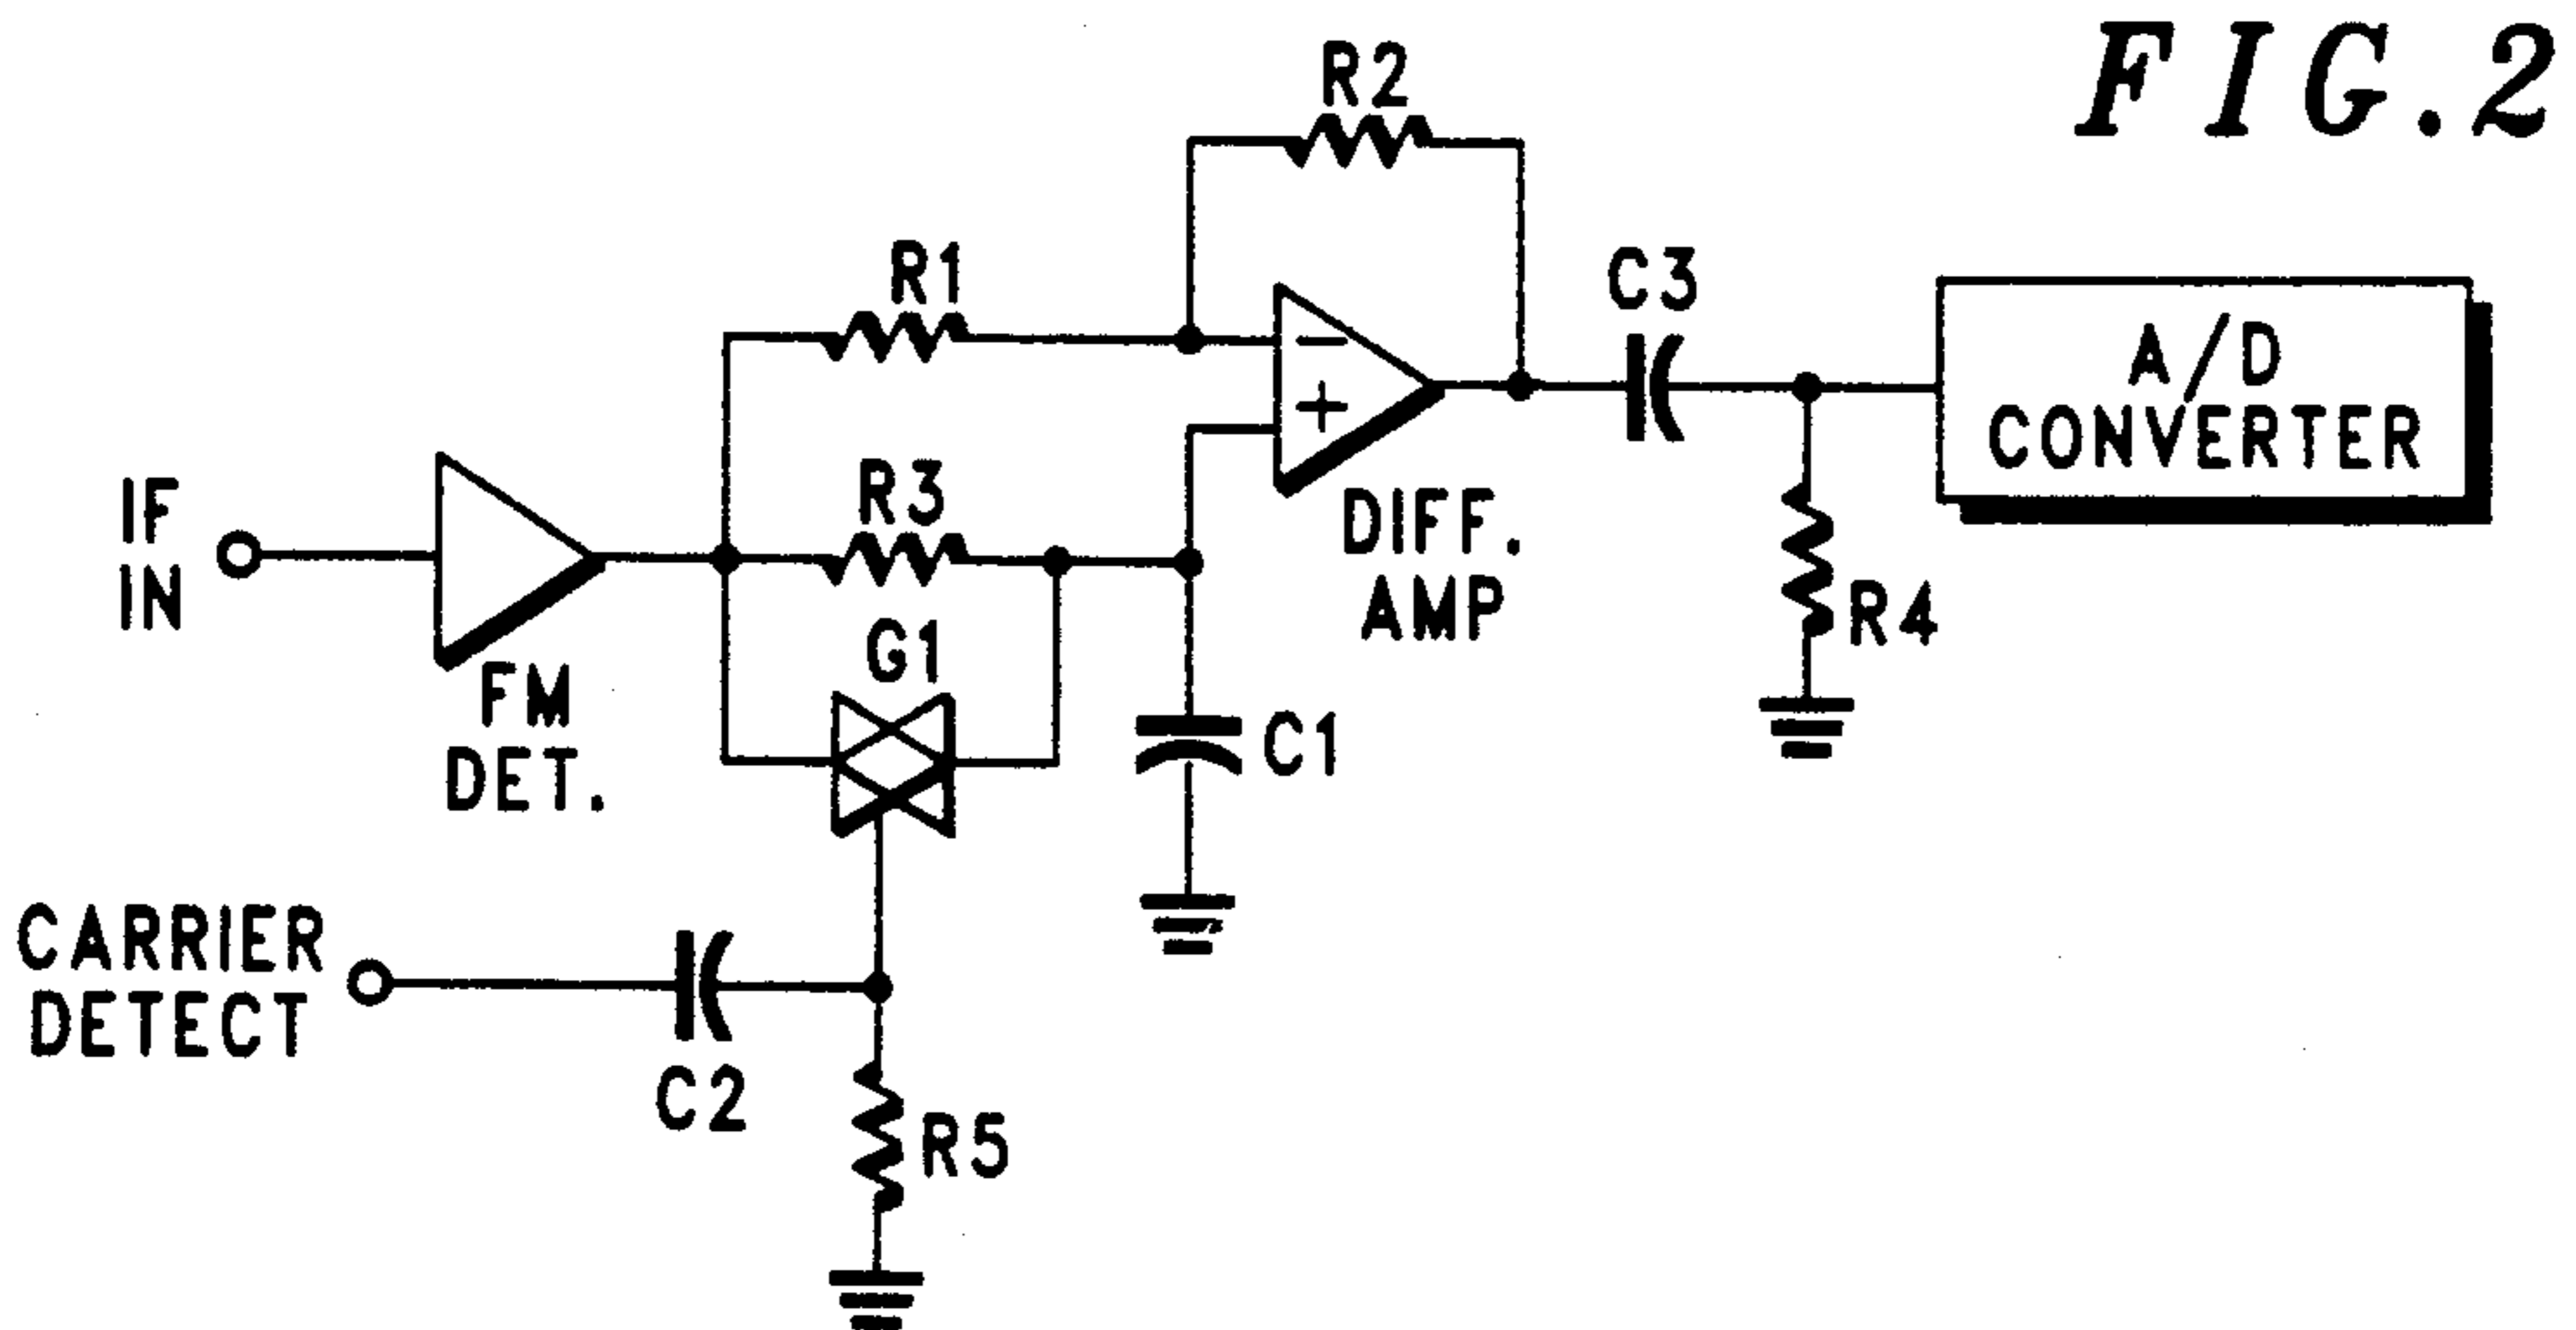 FIG.2
R2
R1
C3
A/D
CONVERTER
IF
IN
R3
DIFF.
AMP
R4
G1
FM
DET.
C1
CARRIER
DETECT
C2
R5